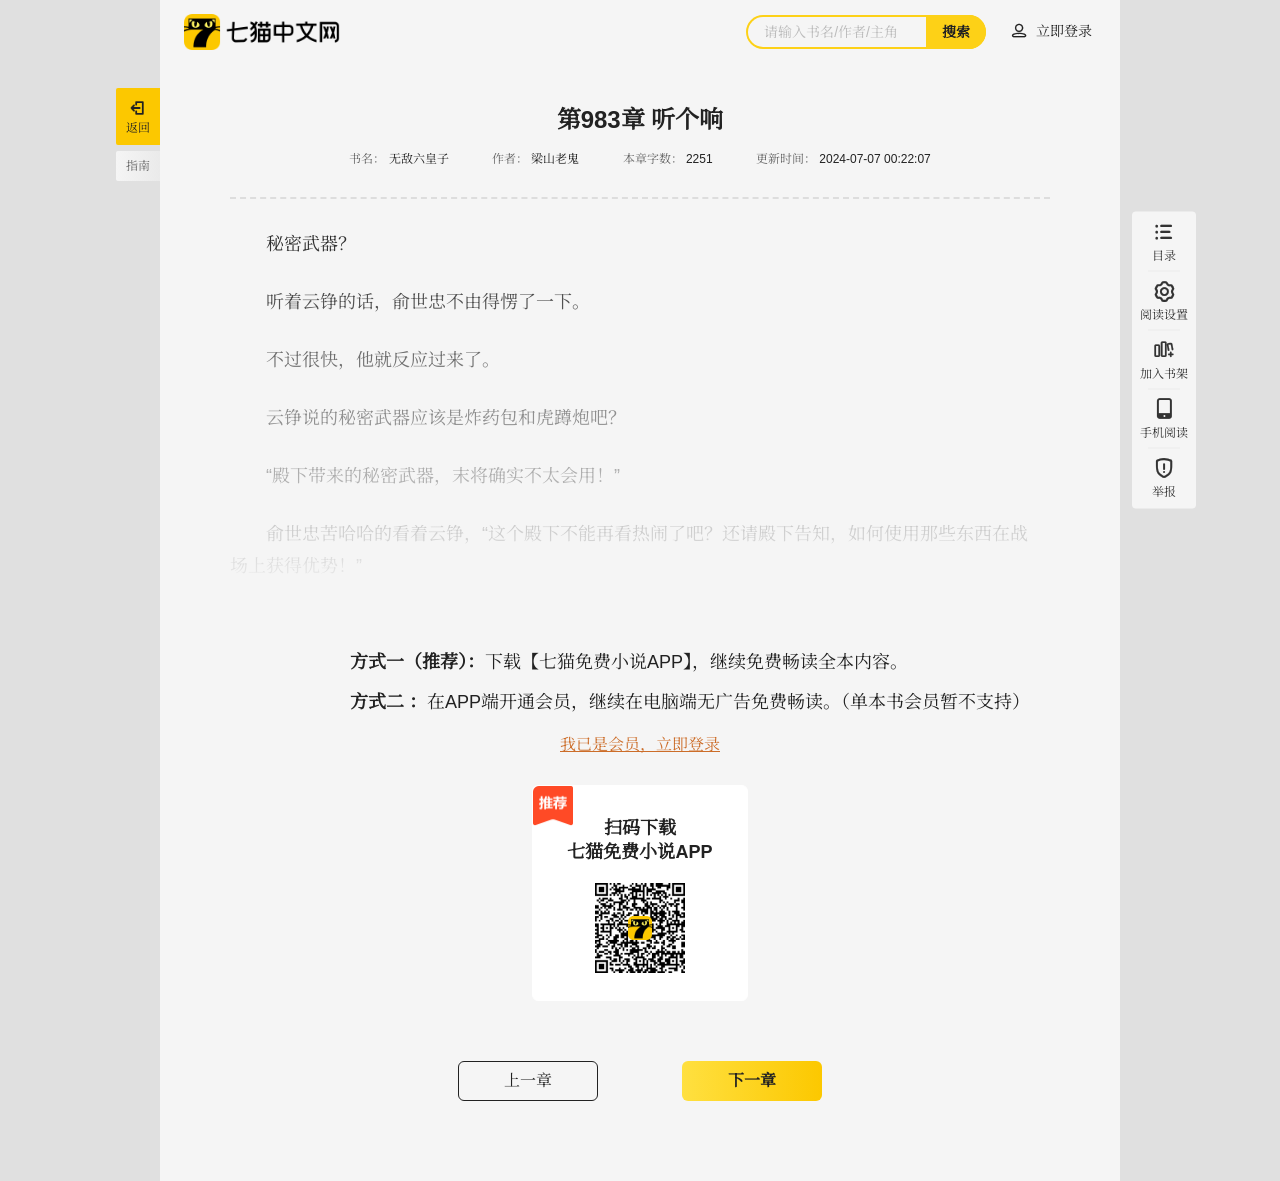 七猫中文网
请输入书名/作者/主角
搜索
立即登录
返回
指南
第983章 听个响
书名： 无敌六皇子 作者： 梁山老鬼 本章字数： 2251 更新时间： 2024-07-07 00:22:07
秘密武器？
听着云铮的话，俞世忠不由得愣了一下。
不过很快，他就反应过来了。
云铮说的秘密武器应该是炸药包和虎蹲炮吧？
“殿下带来的秘密武器，末将确实不太会用！”
俞世忠苦哈哈的看着云铮，“这个殿下不能再看热闹了吧？还请殿下告知，如何使用那些东西在战
场上获得优势！”
目录
阅读设置
加入书架
手机阅读
举报
方式一（推荐）：下载【七猫免费小说APP】，继续免费畅读全本内容。
方式二 ：在APP端开通会员，继续在电脑端无广告免费畅读。（单本书会员暂不支持）
我已是会员，立即登录
推荐
扫码下载
七猫免费小说APP
上一章
下一章